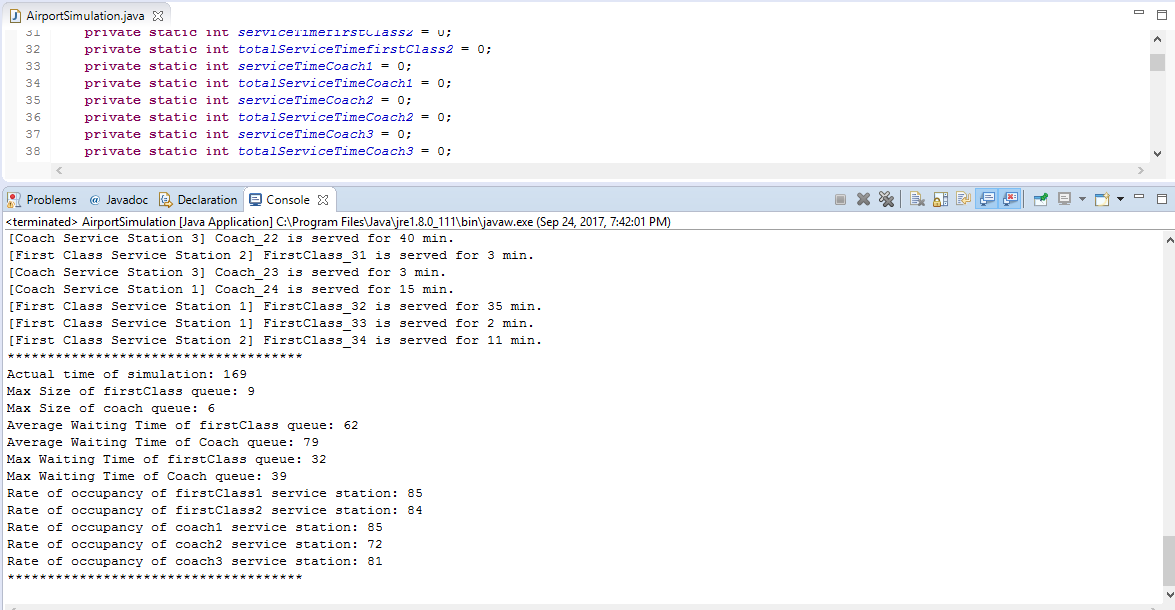 AirportSimulation.java
31 private static int serviceTimefirstClass2 = 0;
32 private static int totalServiceTimefirstClass2 = 0;
33 private static int serviceTimeCoach1 = 0;
34 private static int totalServiceTimeCoach1 = 0;
35 private static int serviceTimeCoach2 = 0;
36 private static int totalServiceTimeCoach2 = 0;
37 private static int serviceTimeCoach3 = 0;
38 private static int totalServiceTimeCoach3 = 0;
Problems @ Javadoc Declaration Console
<terminated> AirportSimulation [Java Application] C:\Program Files\Java\jre1.8.0_111\bin\javaw.exe (Sep 24, 2017, 7:42:01 PM)
[Coach Service Station 3] Coach_22 is served for 40 min.
[First Class Service Station 2] FirstClass_31 is served for 3 min.
[Coach Service Station 3] Coach_23 is served for 3 min.
[Coach Service Station 1] Coach_24 is served for 15 min.
[First Class Service Station 1] FirstClass_32 is served for 35 min.
[First Class Service Station 1] FirstClass_33 is served for 2 min.
[First Class Service Station 2] FirstClass_34 is served for 11 min.
*************************************
Actual time of simulation: 169
Max Size of firstClass queue: 9
Max Size of coach queue: 6
Average Waiting Time of firstClass queue: 62
Average Waiting Time of Coach queue: 79
Max Waiting Time of firstClass queue: 32
Max Waiting Time of Coach queue: 39
Rate of occupancy of firstClass1 service station: 85
Rate of occupancy of firstClass2 service station: 84
Rate of occupancy of coach1 service station: 85
Rate of occupancy of coach2 service station: 72
Rate of occupancy of coach3 service station: 81
*************************************